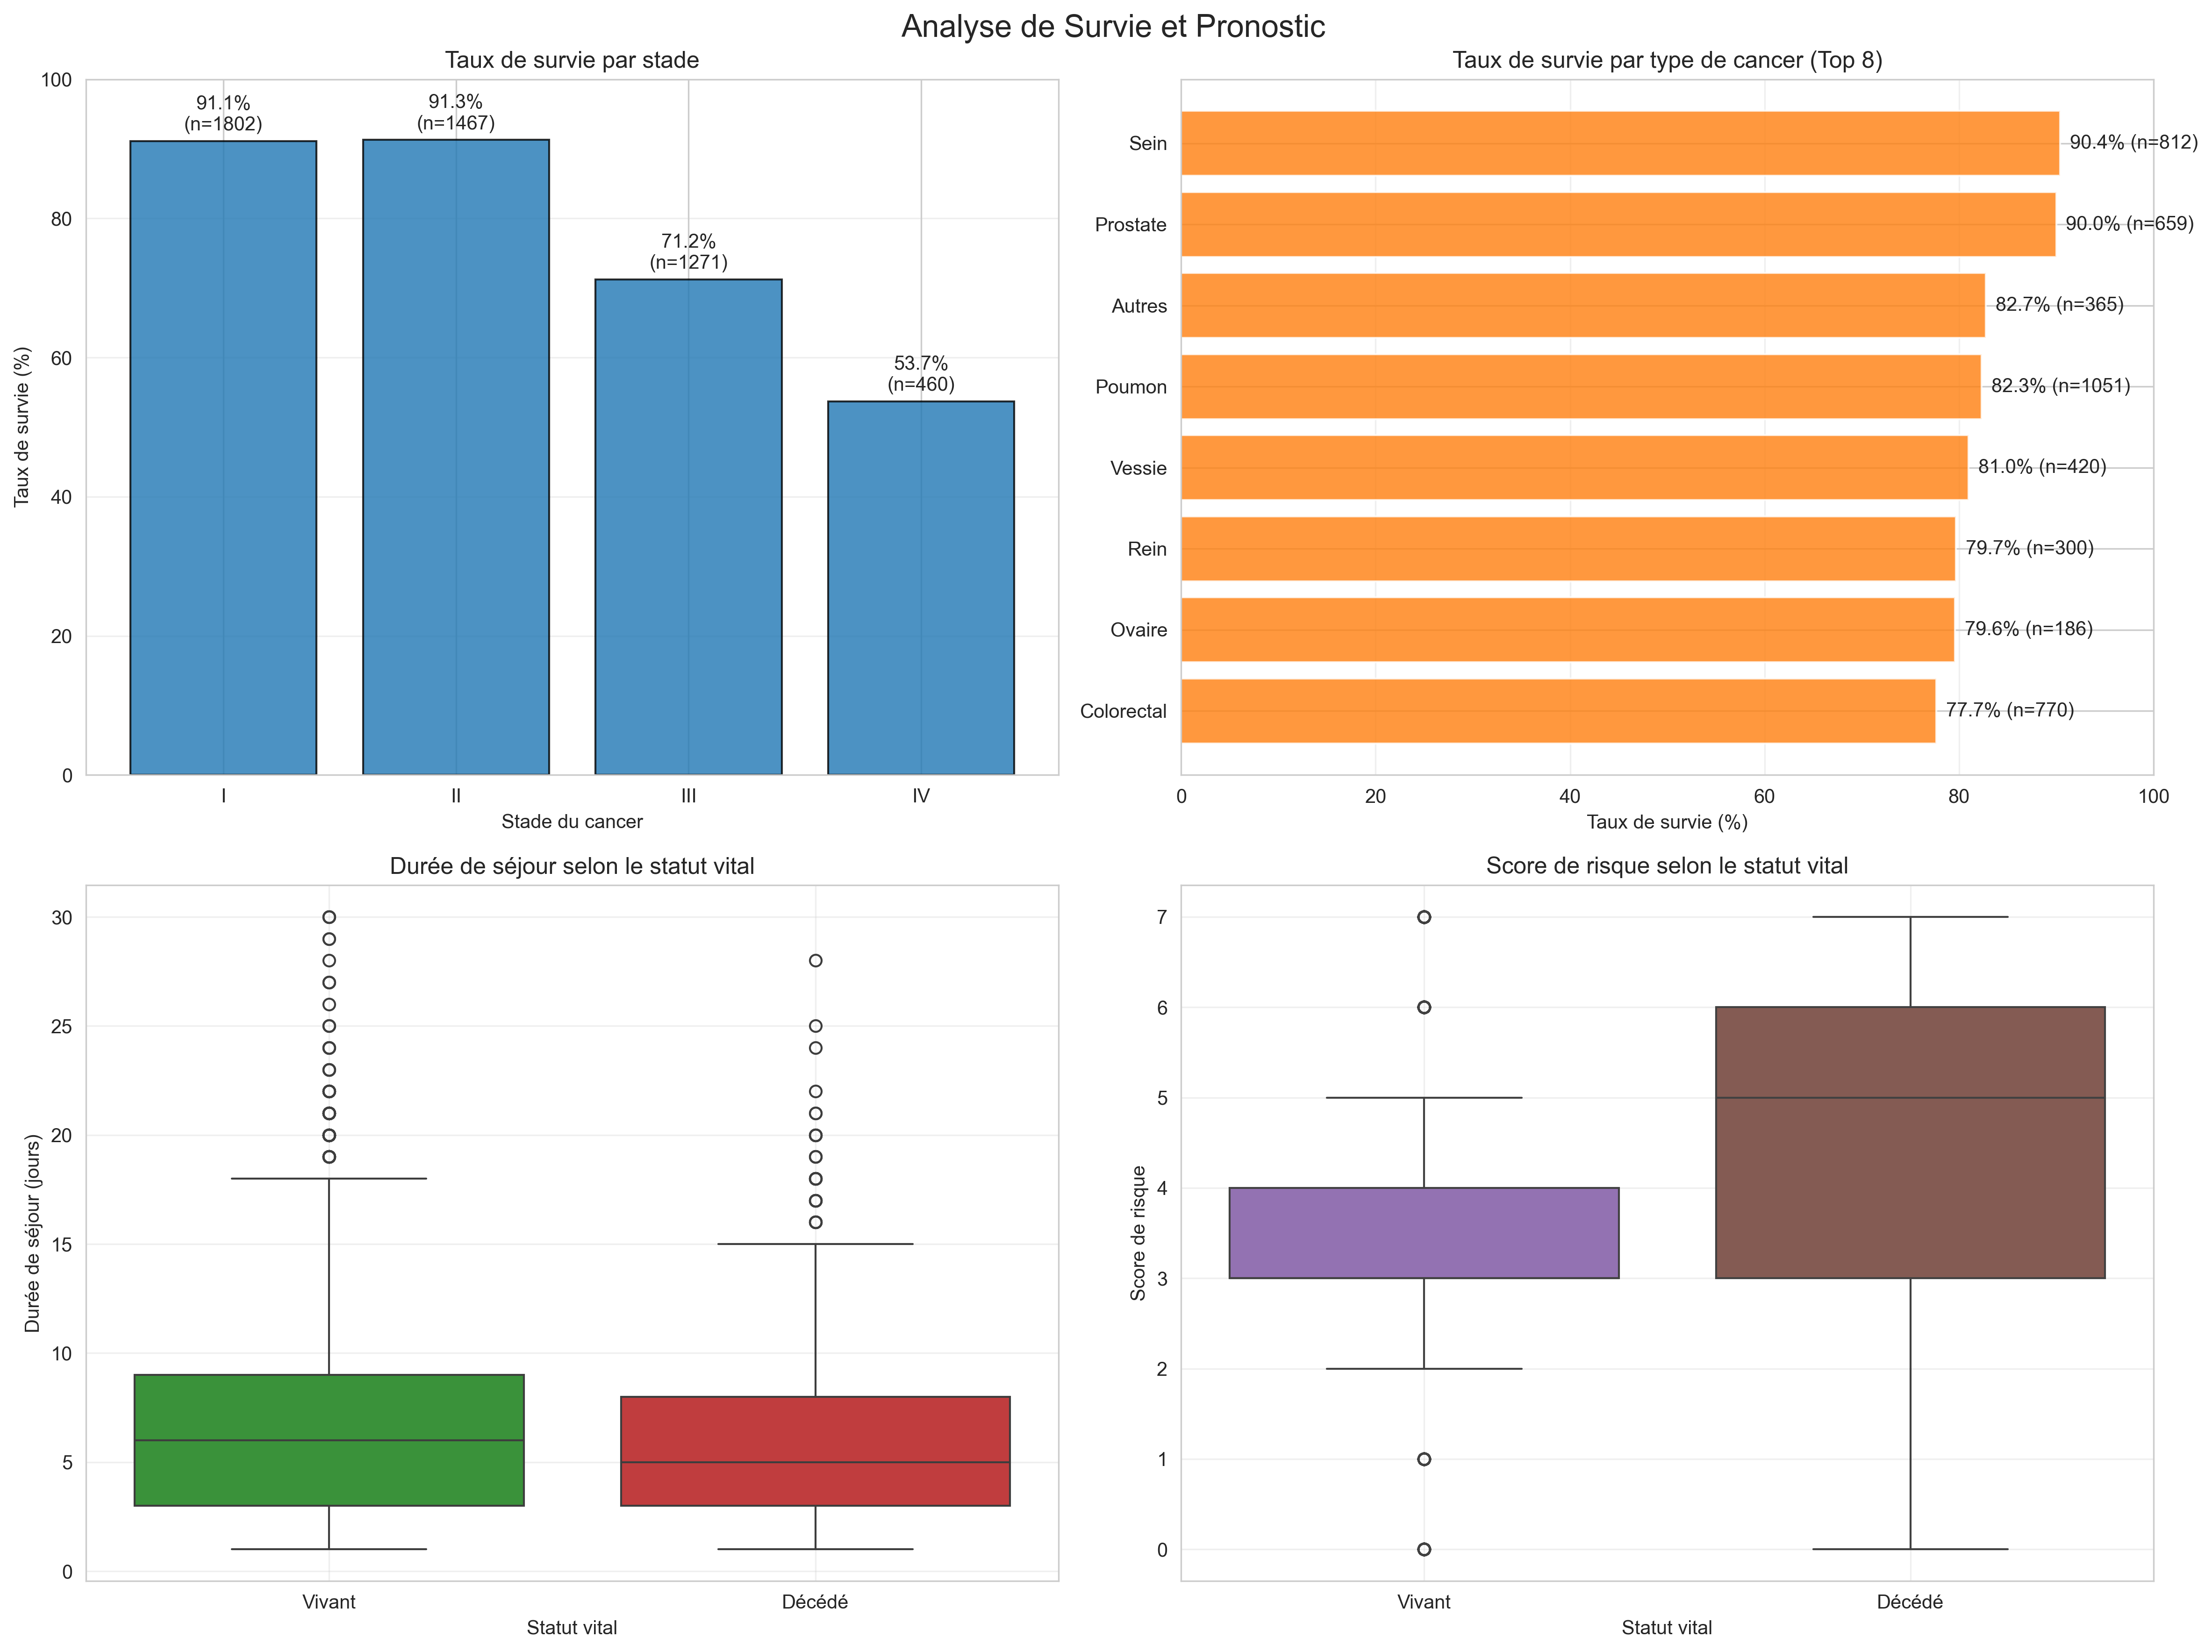 Analyse de Survie et Pronostic
Taux de survie par stade
100
80
60
40
20
0
Taux de survie (%)
91.1%
(n=1802)
91.3%
(n=1467)
71.2%
(n=1271)
53.7%
(n=460)
I
II
III
IV
Stade du cancer
Taux de survie par type de cancer (Top 8)
Sein
90.4% (n=812)
Prostate
90.0% (n=659)
Autres
82.7% (n=365)
Poumon
82.3% (n=1051)
Vessie
81.0% (n=420)
Rein
79.7% (n=300)
Ovaire
79.6% (n=186)
Colorectal
77.7% (n=770)
0
20
40
60
80
100
Taux de survie (%)
Durée de séjour selon le statut vital
30
25
20
15
10
5
0
Durée de séjour (jours)
Vivant
Décédé
Statut vital
Score de risque selon le statut vital
7
6
5
4
3
2
1
0
Score de risque
Vivant
Décédé
Statut vital